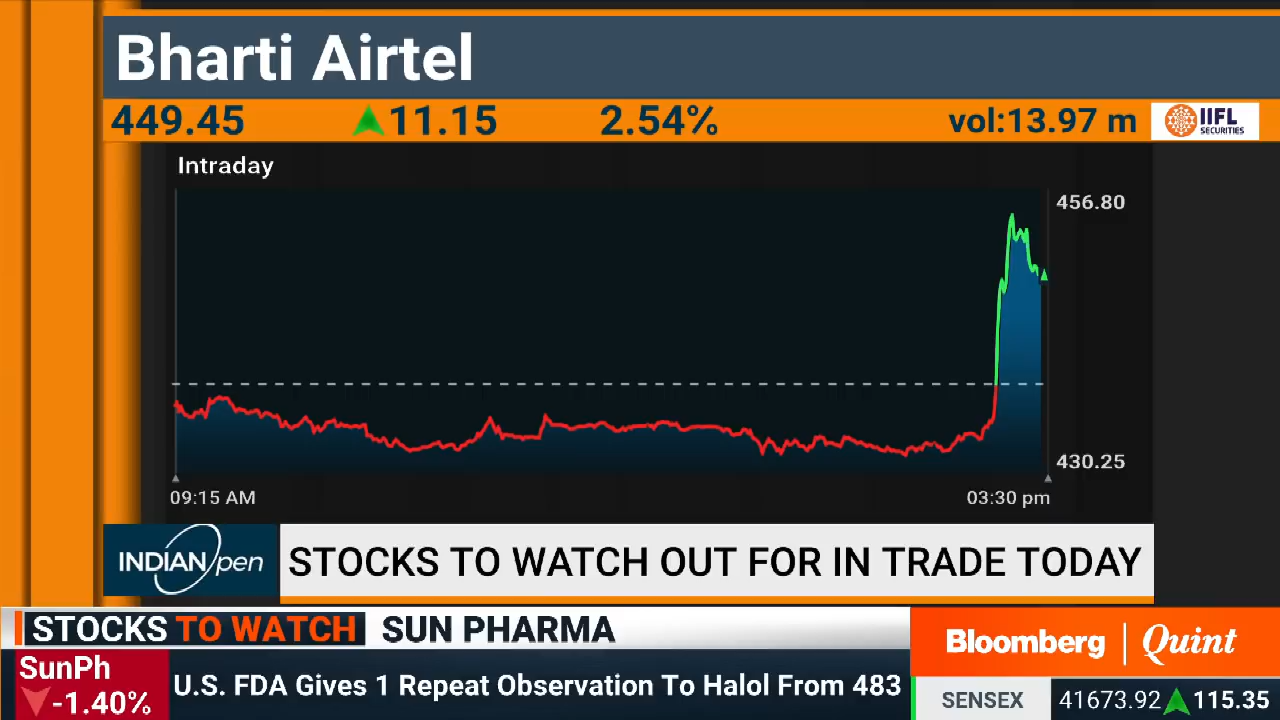 Bharti Airtel
449.45 ▲ 11.15 2.54% vol:13.97 m
IIFL
SECURITIES
Intraday
456.80
430.25
09:15 AM 03:30 pm
INDIAN pen
STOCKS TO WATCH OUT FOR IN TRADE TODAY
STOCKS TO WATCH SUN PHARMA
Bloomberg | Quint
SunPh
▼ -1.40%
U.S. FDA Gives 1 Repeat Observation To Halol From 483
SENSEX 41673.92 ▲ 115.35